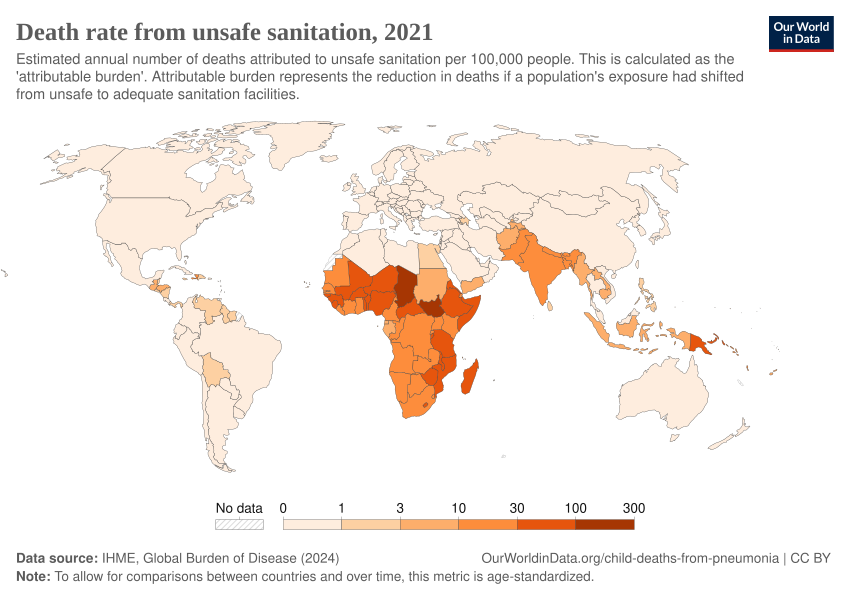 Death rate from unsafe sanitation, 2021
Our World
in Data
Estimated annual number of deaths attributed to unsafe sanitation per 100,000 people. This is calculated as the
'attributable burden'. Attributable burden represents the reduction in deaths if a population's exposure had shifted
from unsafe to adequate sanitation facilities.
No data 0 1 3 10 30 100 300
Data source: IHME, Global Burden of Disease (2024) OurWorldinData.org/child-deaths-from-pneumonia | CC BY
Note: To allow for comparisons between countries and over time, this metric is age-standardized.